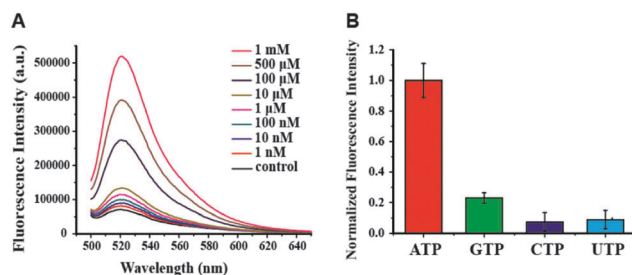 A
Fluorescence Intensity (a.u.)
500000
400000
300000
200000
100000
0
500 520 540 560 580 600 620 640
Wavelength (nm)
1 mM
500 µM
100 µM
10 µM
1 µM
100 nM
10 nM
1 nM
control
B
Normalized Fluorescence Intensity
1.2
1.0
0.8
0.6
0.4
0.2
0.0
ATP GTP CTP UTP